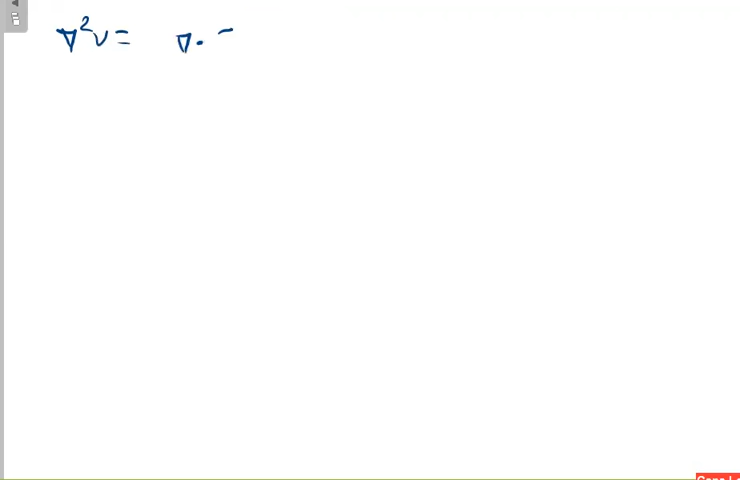 ∇²v = ∇· −